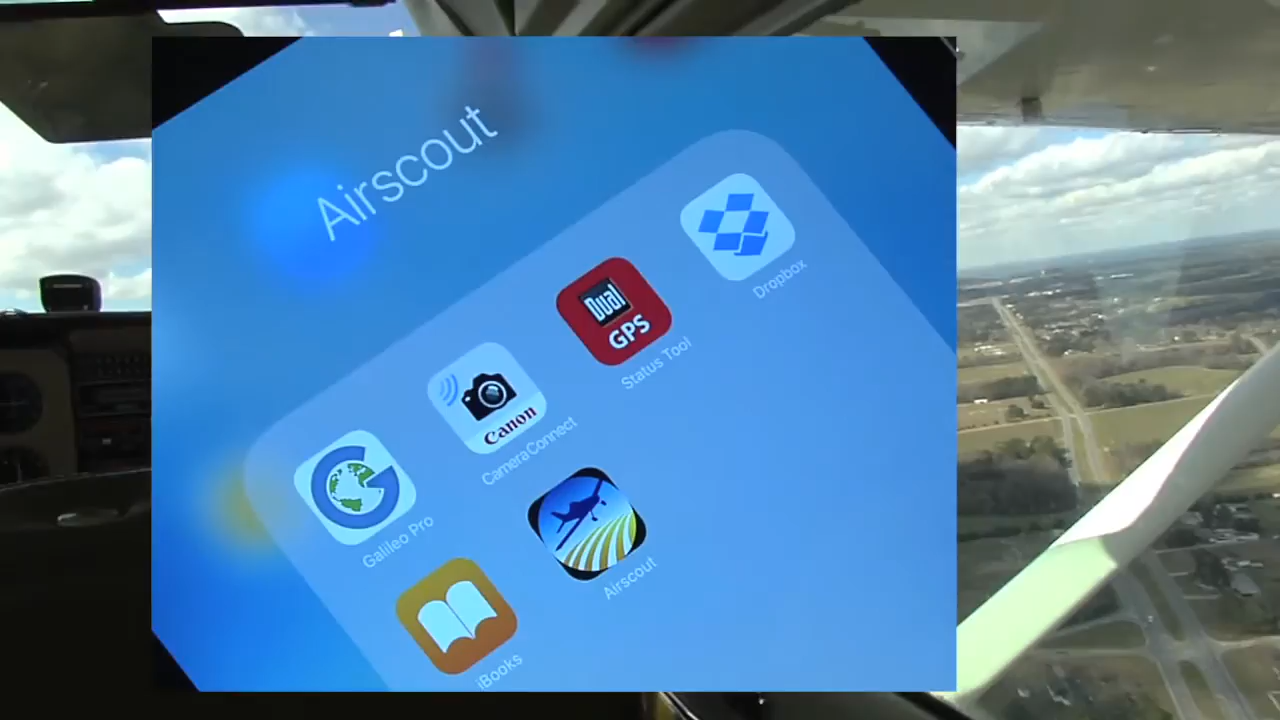 Airscout
Galileo Pro
Canon
CameraConnect
Dual
GPS
Status Tool
Dropbox
iBooks
Airscout